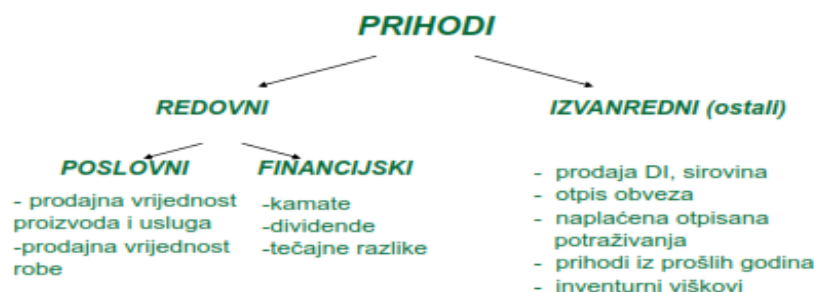 PRIHODI
REDOVNI
IZVANREDNI (ostali)
POSLOVNI
FINANCIJSKI
- prodajna vrijednost
proizvoda i usluga
-prodajna vrijednost
robe
-kamate
-dividende
-tečajne razlike
- prodaja DI, sirovina
- otpis obveza
- naplaćena otpisana
potraživanja
- prihodi iz prošlih godina
- inventurni viškovi